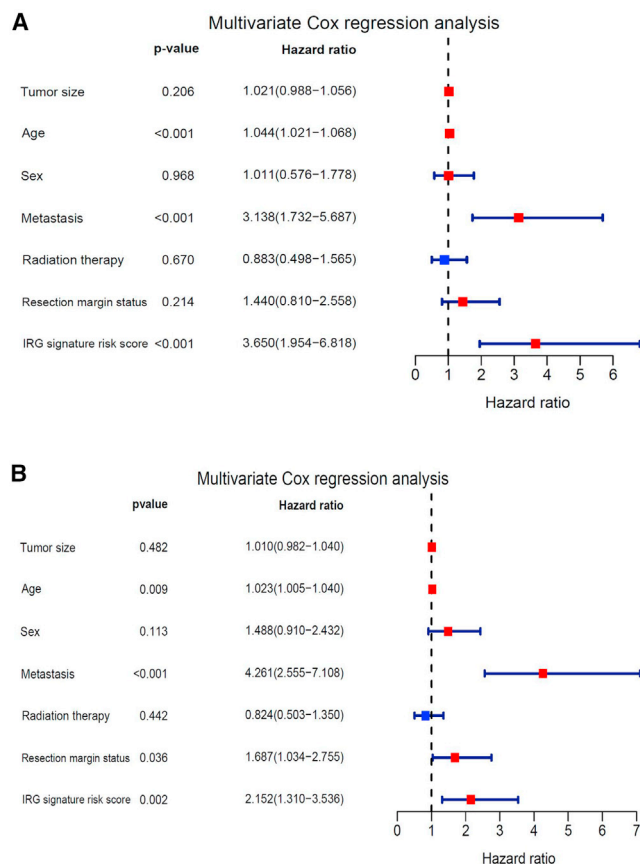 A
Multivariate Cox regression analysis
p-value Hazard ratio
Tumor size 0.206 1.021(0.988−1.056)
Age <0.001 1.044(1.021−1.068)
Sex 0.968 1.011(0.576−1.778)
Metastasis <0.001 3.138(1.732−5.687)
Radiation therapy 0.670 0.883(0.498−1.565)
Resection margin status 0.214 1.440(0.810−2.558)
IRG signature risk score <0.001 3.650(1.954−6.818)
0 1 2 3 4 5 6
Hazard ratio
B
Multivariate Cox regression analysis
pvalue Hazard ratio
Tumor size 0.482 1.010(0.982−1.040)
Age 0.009 1.023(1.005−1.040)
Sex 0.113 1.488(0.910−2.432)
Metastasis <0.001 4.261(2.555−7.108)
Radiation therapy 0.442 0.824(0.503−1.350)
Resection margin status 0.036 1.687(1.034−2.755)
IRG signature risk score 0.002 2.152(1.310−3.536)
0 1 2 3 4 5 6 7
Hazard ratio